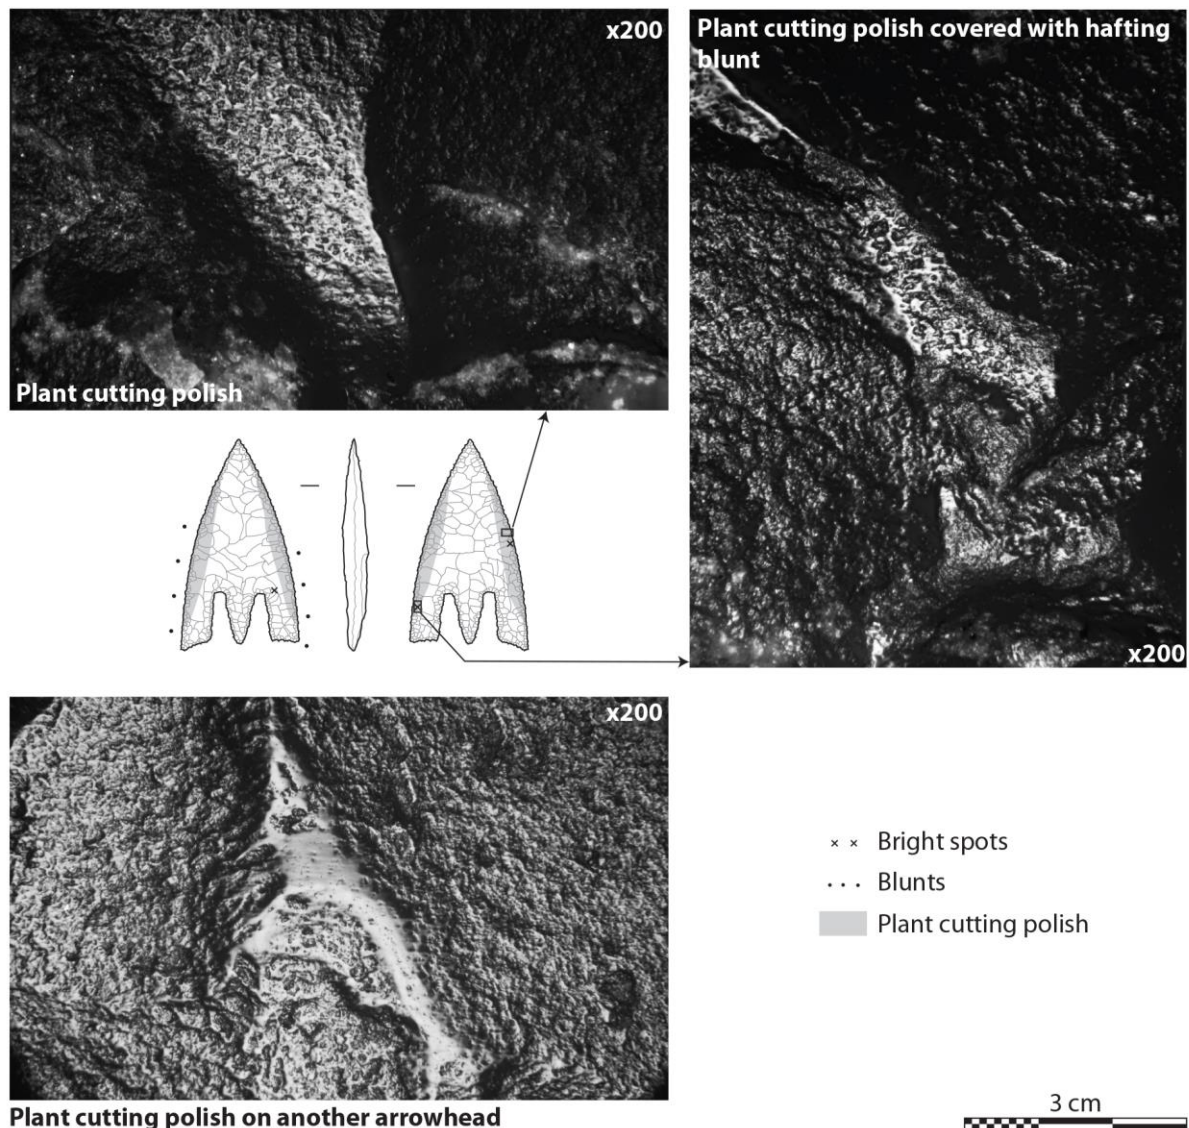 x200
Plant cutting polish
Plant cutting polish covered with hafting
blunt
x200
x200
Plant cutting polish on another arrowhead
x x Bright spots
• • • Blunts
Plant cutting polish
3 cm